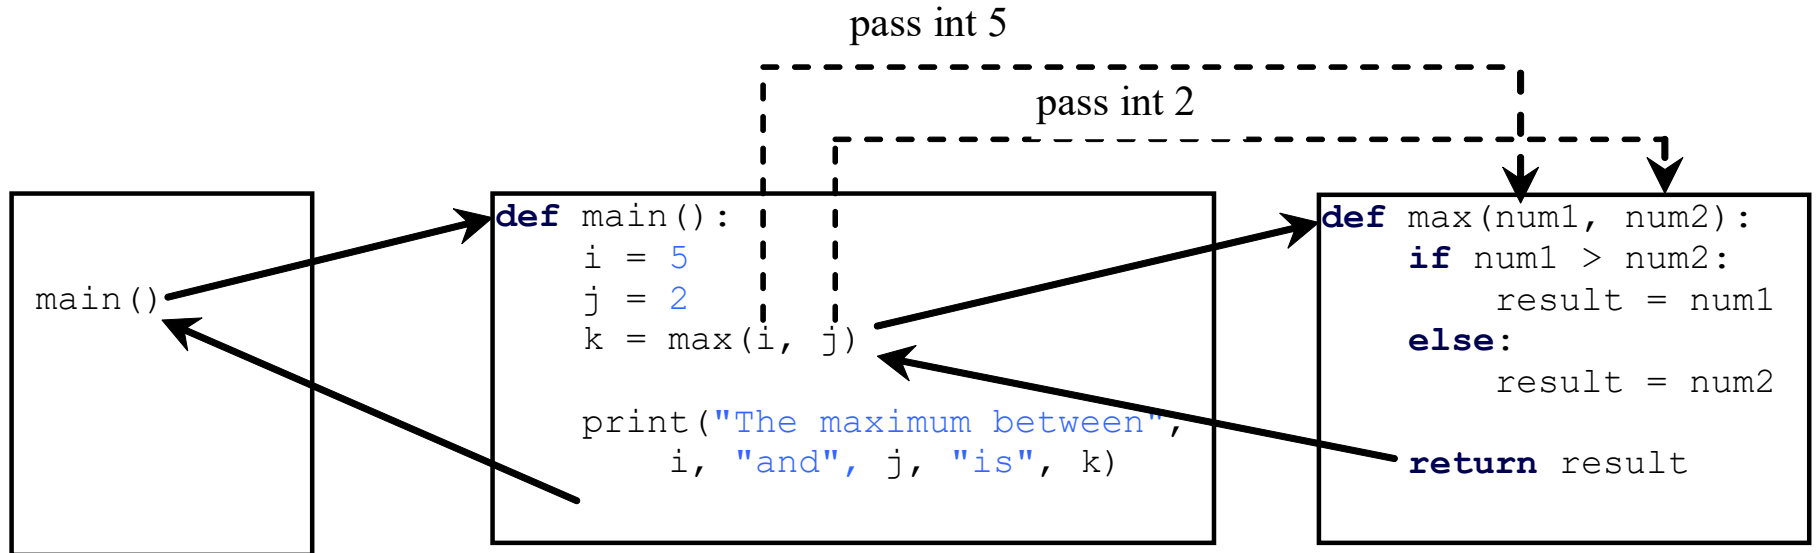 pass int 5
pass int 2
main()
def main():
    i = 5
    j = 2
    k = max(i, j)
    print("The maximum between",
        i, "and", j, "is", k)
def max(num1, num2):
    if num1 > num2:
        result = num1
    else:
        result = num2
    return result